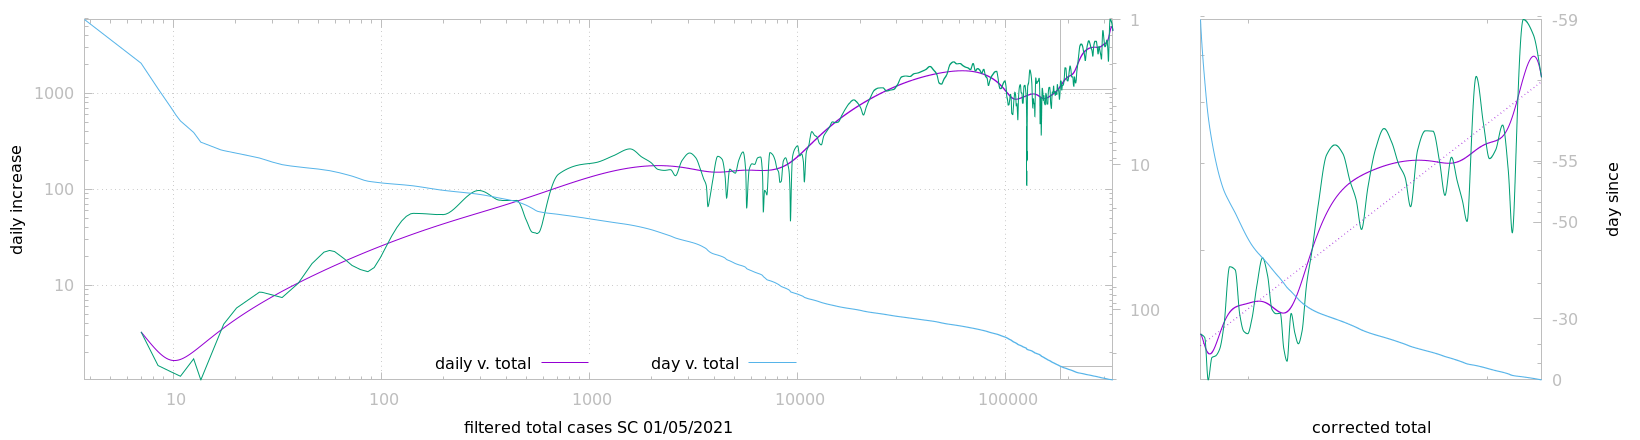 daily increase
1000
100
10
10
100
1000
10000
100000
1
10
100
daily v. total
day v. total
filtered total cases SC 01/05/2021
-59
-55
-50
-30
0
day since
corrected total